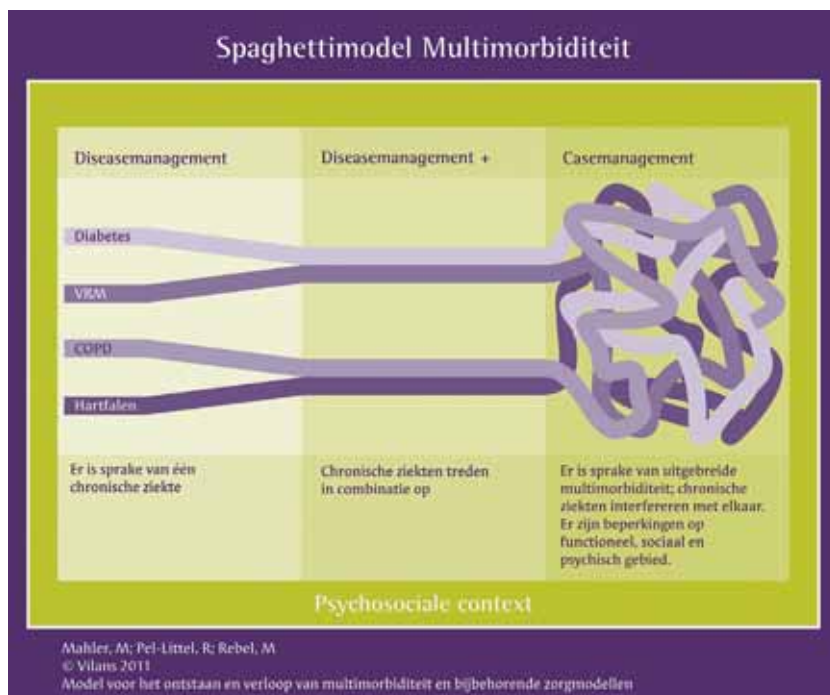 Spaghettimodel Multimorbiditeit
Diseasemanagement
Diseasemanagement +
Casemanagement
Diabetes
VRM
COPD
Hartfalen
Er is sprake van één
chronische ziekte
Chronische ziekten treden
in combinatie op
Er is sprake van uitgebreide
multimorbiditeit; chronische
ziekten interfereren met elkaar.
Er zijn beperkingen op
functioneel, sociaal en
psychisch gebied.
Psychosociale context
Mahler, M; Pel-Littel, R; Rebel, M
© Vilans 2011
Model voor het ontstaan en verloop van multimorbiditeit en bijbehorende zorgmodellen